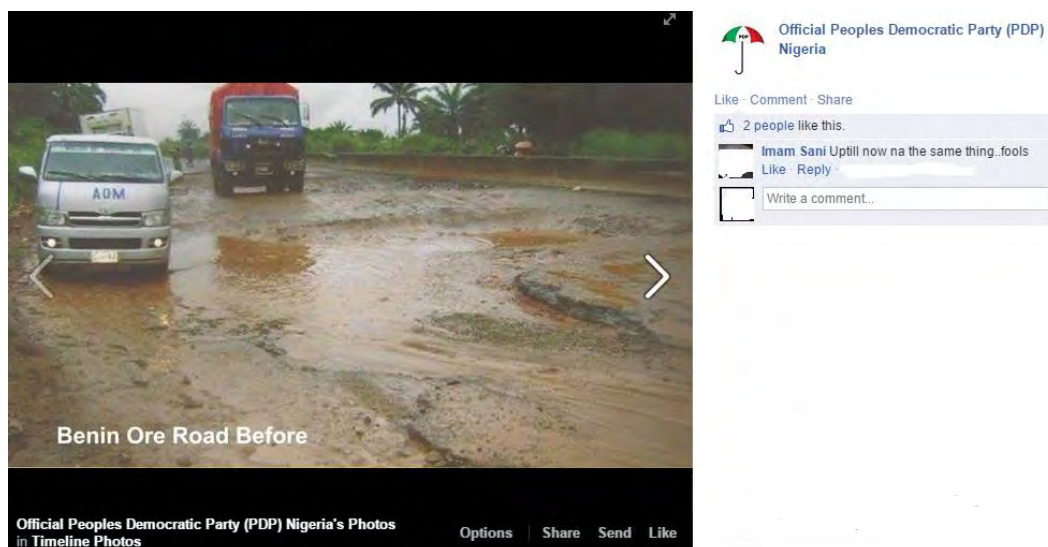 AOM
Benin Ore Road Before
Official Peoples Democratic Party (PDP) Nigeria's Photos
in Timeline Photos
Options Share Send Like
PDP
Official Peoples Democratic Party (PDP)
Nigeria
Like · Comment · Share
2 people like this.
Imam Sani Uptill now na the same thing..fools
Like · Reply ·
Write a comment...